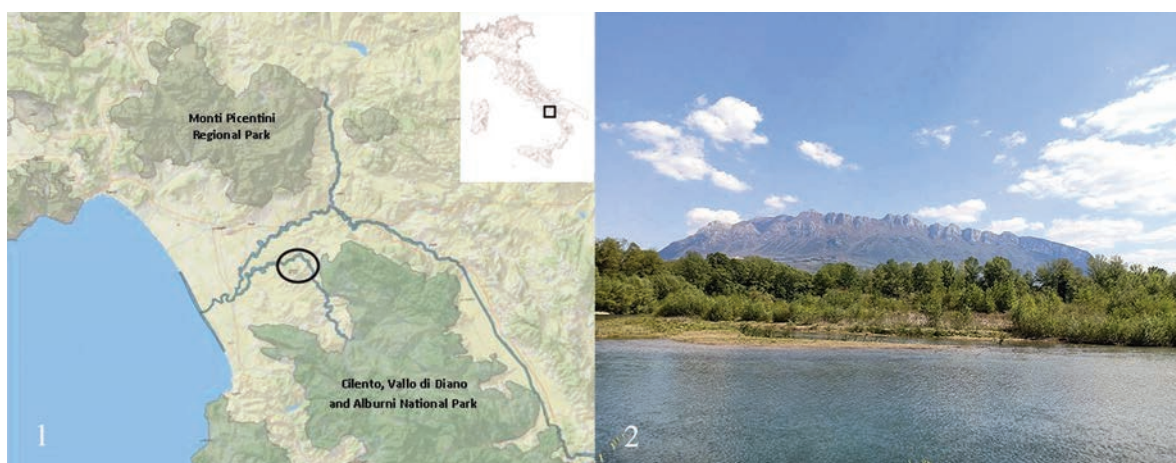 Monti Picentini
Regional Park
Cilento, Vallo di Diano
and Alburni National Park
1
2